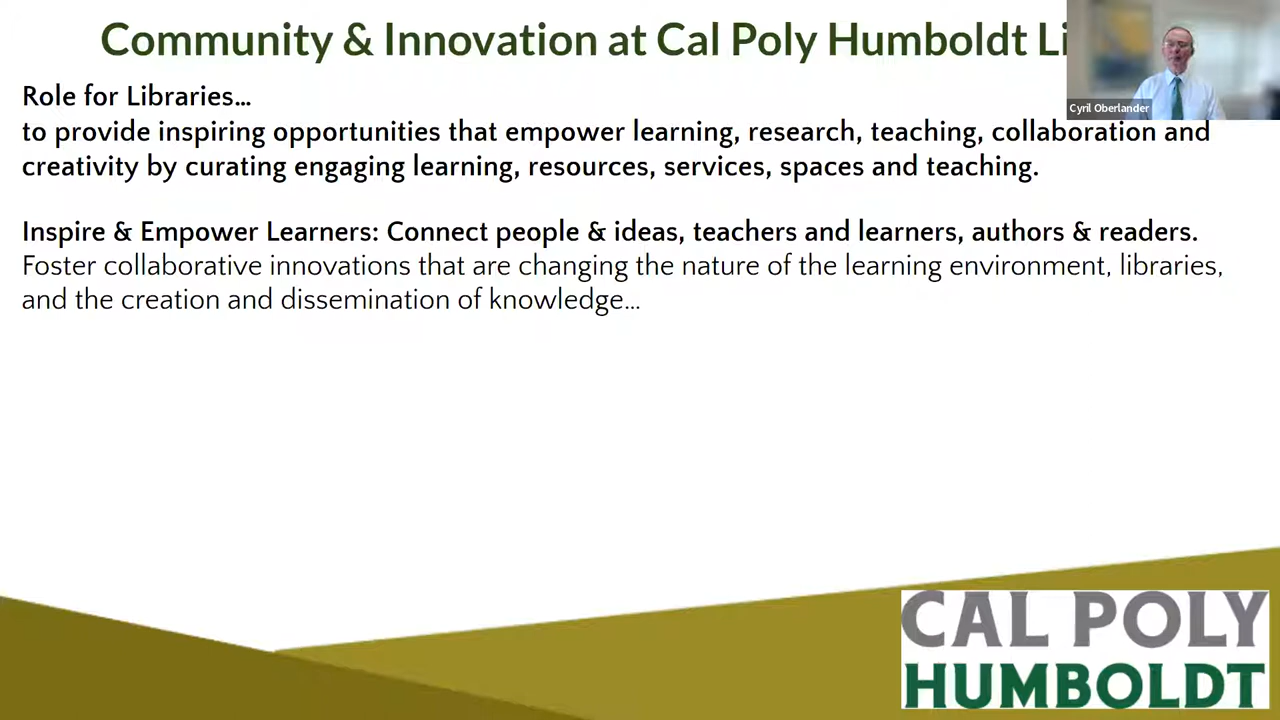 Community & Innovation at Cal Poly Humboldt
Cyril Oberlander
Role for Libraries…
to provide inspiring opportunities that empower learning, research, teaching, collaboration and
creativity by curating engaging learning, resources, services, spaces and teaching.
Inspire & Empower Learners: Connect people & ideas, teachers and learners, authors & readers.
Foster collaborative innovations that are changing the nature of the learning environment, libraries,
and the creation and dissemination of knowledge…
CAL POLY
HUMBOLDT